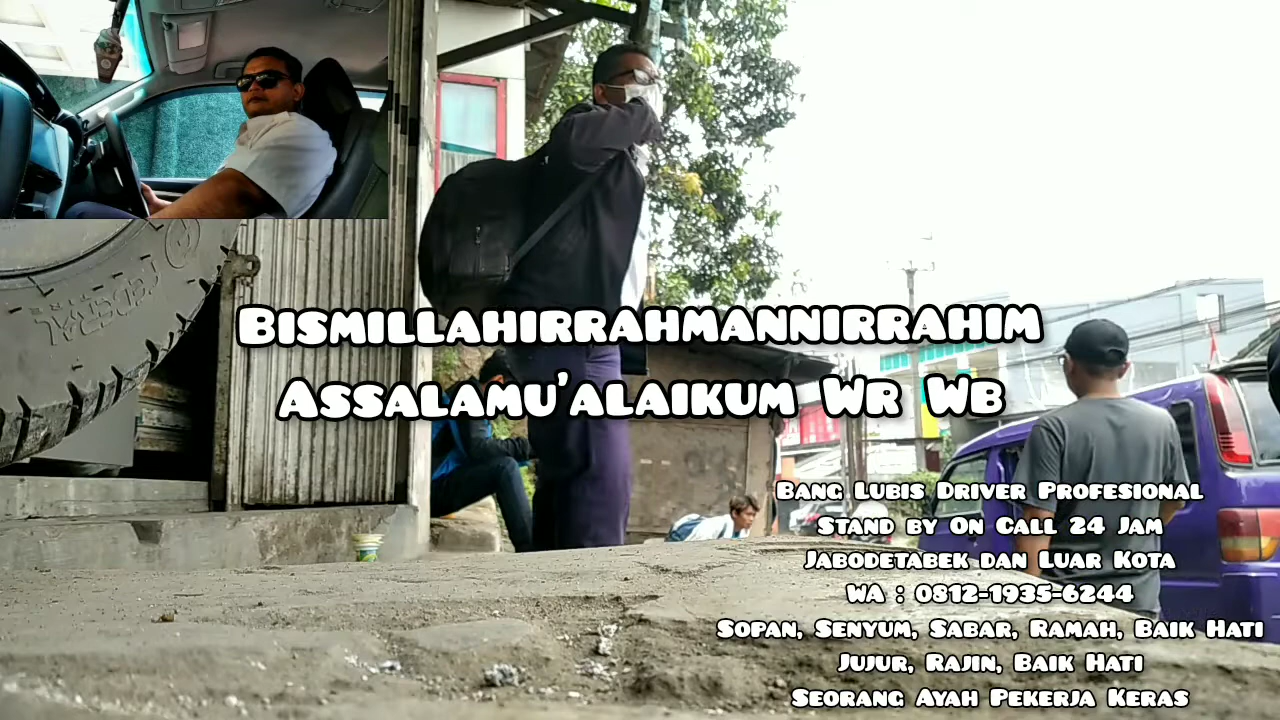 Bismillahirrahmannirrahim
Assalamu'alaikum Wr Wb
Bang Lubis Driver Profesional
Stand by On Call 24 Jam
Jabodetabek dan Luar Kota
WA : 0812-1935-6244
Sopan, Senyum, Sabar, Ramah, Baik Hati
Jujur, Rajin, Baik Hati
Seorang Ayah Pekerja Keras